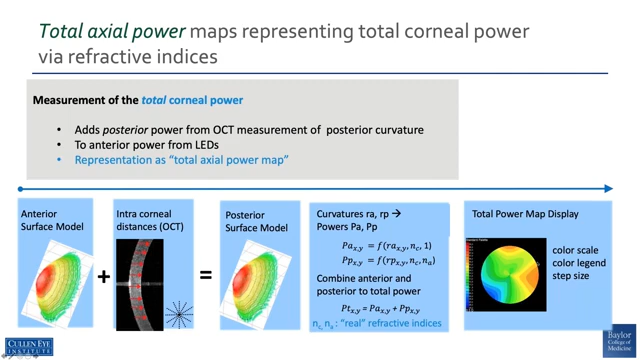 Total axial power maps representing total corneal power
via refractive indices
Measurement of the total corneal power
• Adds posterior power from OCT measurement of posterior curvature
• To anterior power from LEDs
• Representation as “total axial power map”
Anterior
Surface Model
+
Intra corneal
distances (OCT)
=
Posterior
Surface Model
Curvatures ra, rp →
Powers Pa, Pp
Paₓ,ᵧ = f(raₓ,ᵧ, n꜀, 1)
Ppₓ,ᵧ = f(rpₓ,ᵧ, n꜀, nₐ)
Combine anterior and
posterior to total power
Ptₓ,ᵧ = Paₓ,ᵧ + Ppₓ,ᵧ
n꜀, nₐ : “real” refractive indices
Total Power Map Display
color scale
color legend
step size
CULLEN EYE
INSTITUTE
Baylor
College of
Medicine